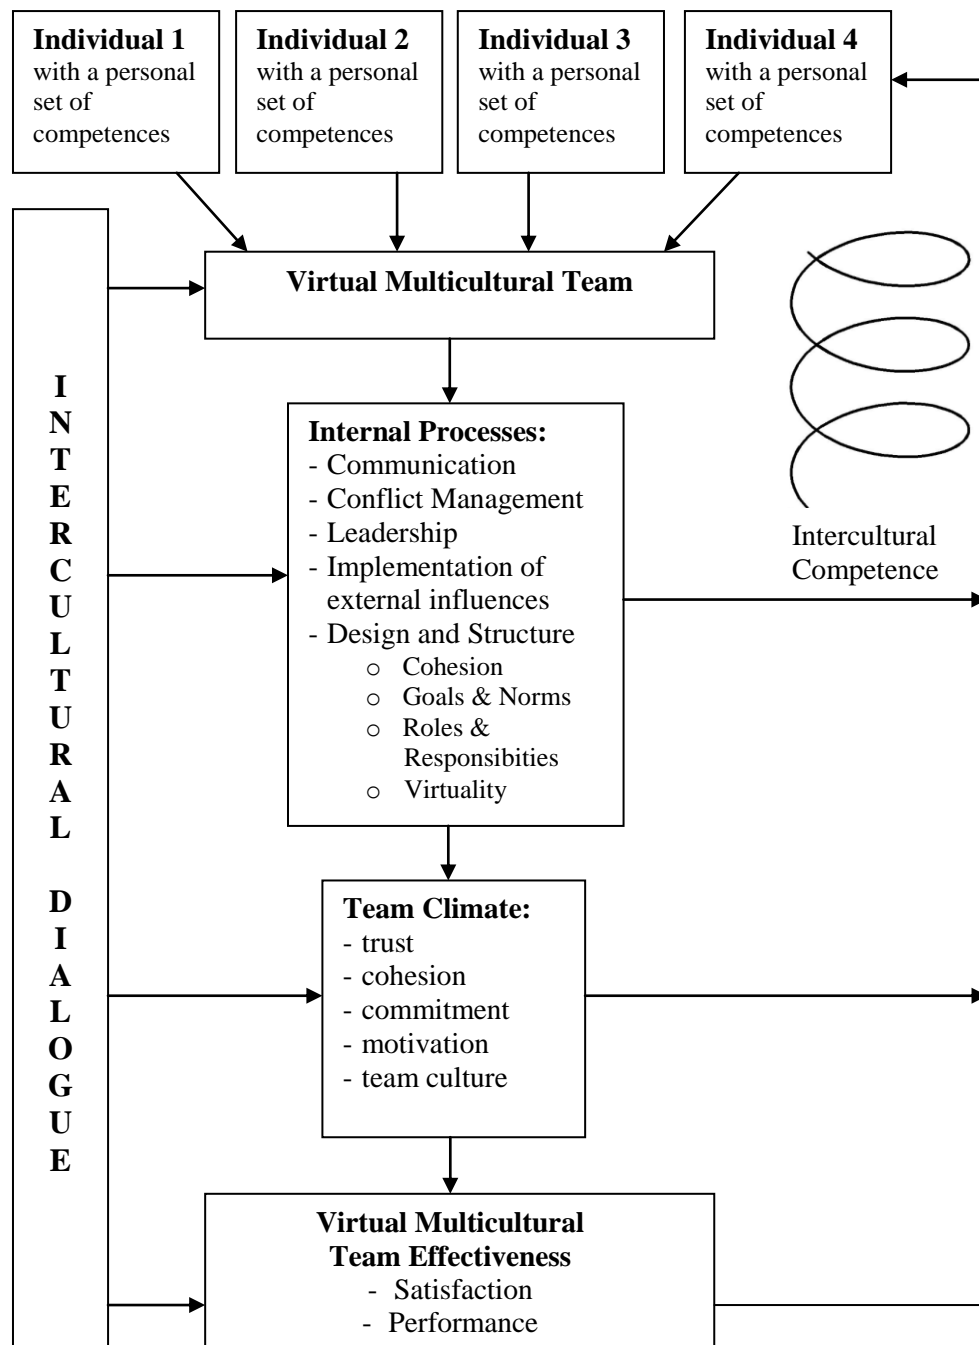 Individual 1
with a personal
set of
competences
Individual 2
with a personal
set of
competences
Individual 3
with a personal
set of
competences
Individual 4
with a personal
set of
competences
Virtual Multicultural Team
INTERCULTURAL DIALOGUE
Internal Processes:
- Communication
- Conflict Management
- Leadership
- Implementation of
external influences
- Design and Structure
o Cohesion
o Goals & Norms
o Roles &
Responsibities
o Virtuality
Intercultural
Competence
Team Climate:
- trust
- cohesion
- commitment
- motivation
- team culture
Virtual Multicultural
Team Effectiveness
- Satisfaction
- Performance